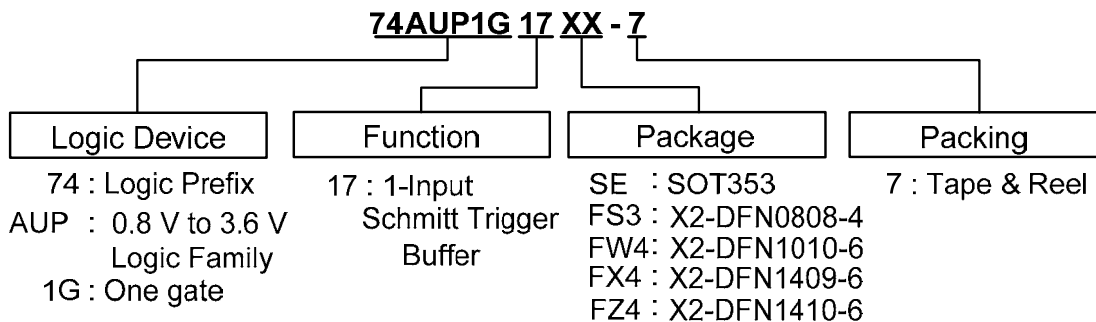 74AUP1G 17 XX - 7
Logic Device
74 : Logic Prefix
AUP : 0.8 V to 3.6 V
Logic Family
1G : One gate
Function
17 : 1-Input
Schmitt Trigger
Buffer
Package
SE : SOT353
FS3 : X2-DFN0808-4
FW4: X2-DFN1010-6
FX4 : X2-DFN1409-6
FZ4 : X2-DFN1410-6
Packing
7 : Tape & Reel